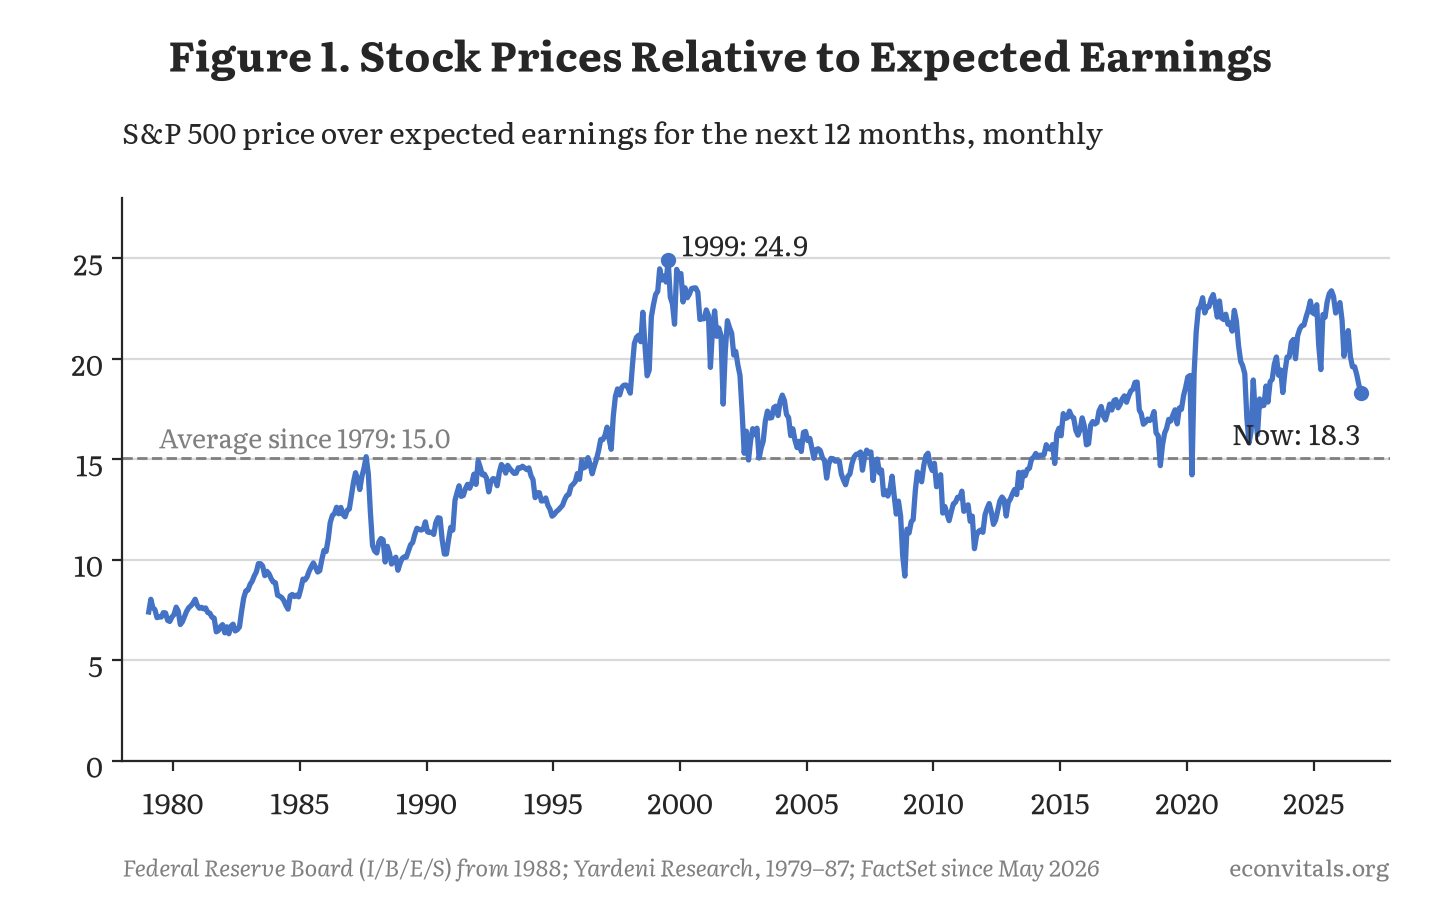 Figure 1. Stock Prices Relative to Expected Earnings
S&P 500 price over expected earnings for the next 12 months, monthly
1999: 24.9
25
20
Average since 1979: 15.0
Now: 18.3
15
10
5
0
1980 1985 1990 1995 2000 2005 2010 2015 2020 2025
Federal Reserve Board (I/B/E/S) from 1988; Yardeni Research, 1979–87; FactSet since May 2026
econvitals.org